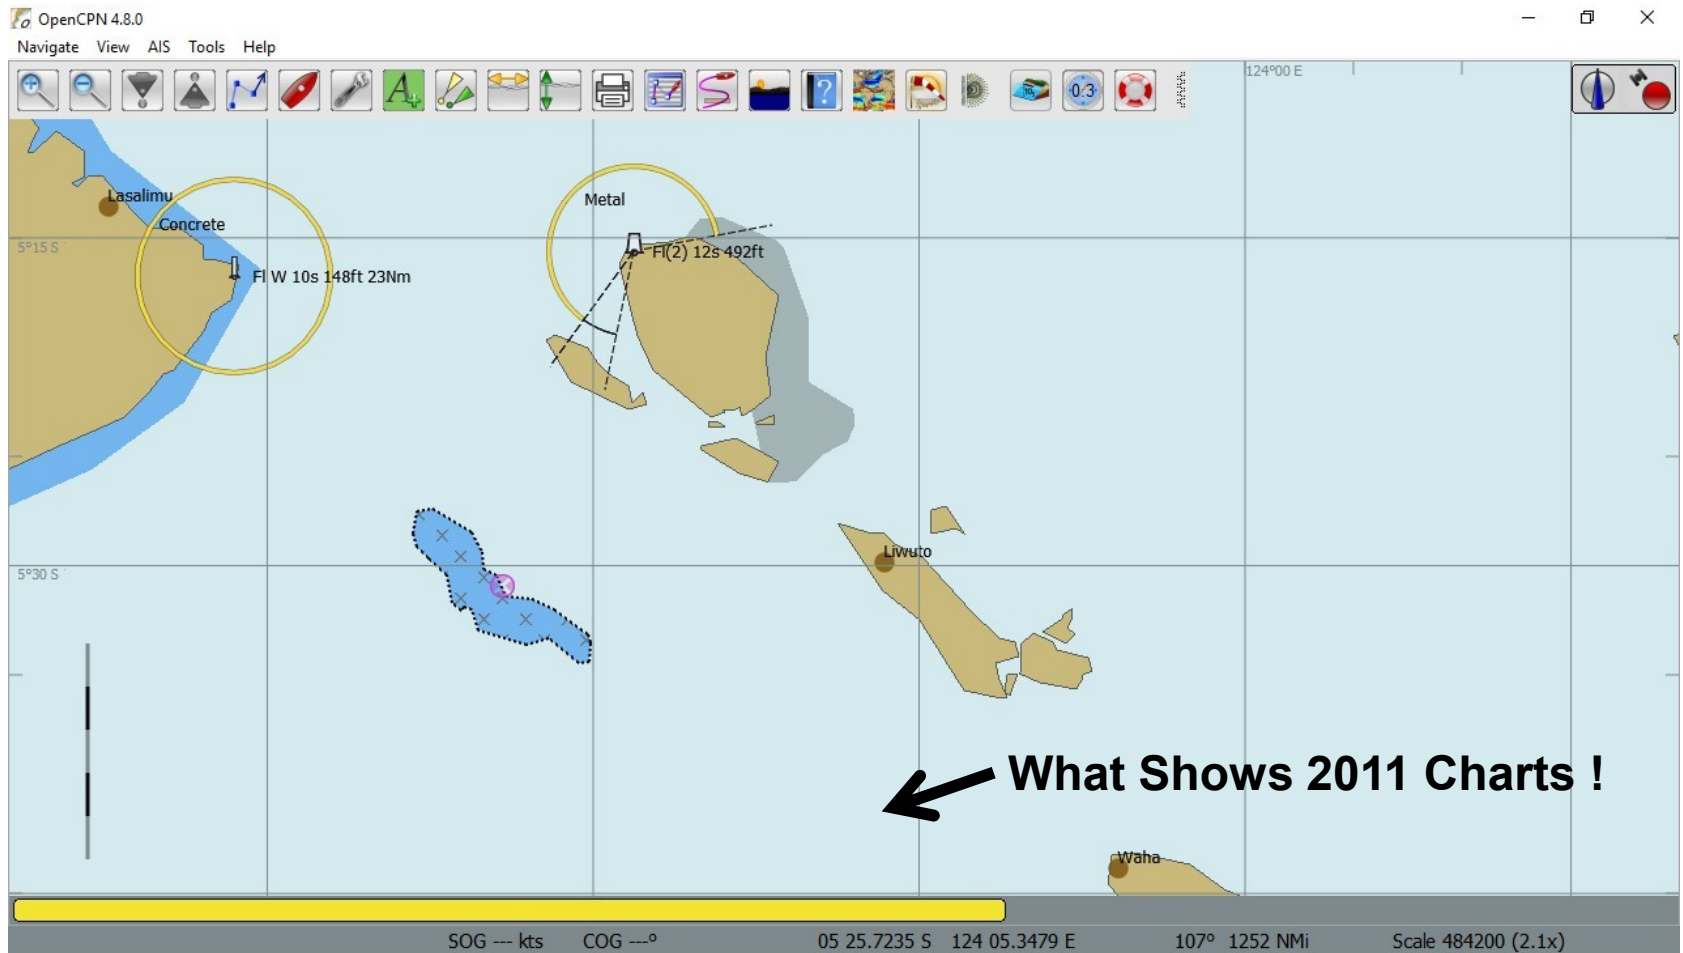 OpenCPN 4.8.0
Navigate View AIS Tools Help
124°00 E
Lasalimu
Concrete
Metal
5°15 S
Fl W 10s 148ft 23Nm
Fl(2) 12s 492ft
Liwuto
5°30 S
What Shows 2011 Charts !
Waha
SOG --- kts COG ---° 05 25.7235 S 124 05.3479 E 107° 1252 NMi Scale 484200 (2.1x)